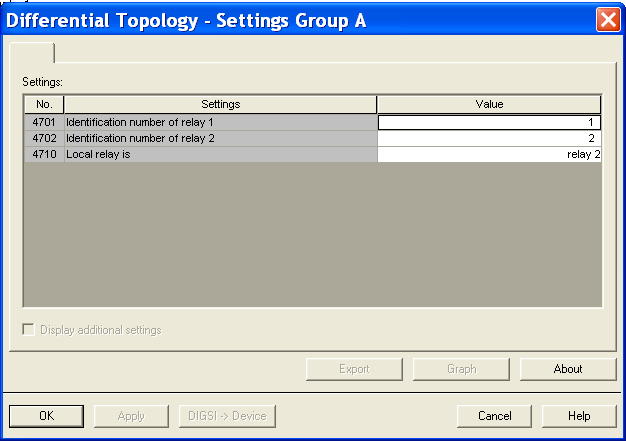 Differential Topology - Settings Group A
Settings:
No. Settings Value
4701 Identification number of relay 1 1
4702 Identification number of relay 2 2
4710 Local relay is relay 2
Display additional settings
Export Graph About
OK Apply DIGSI -> Device Cancel Help